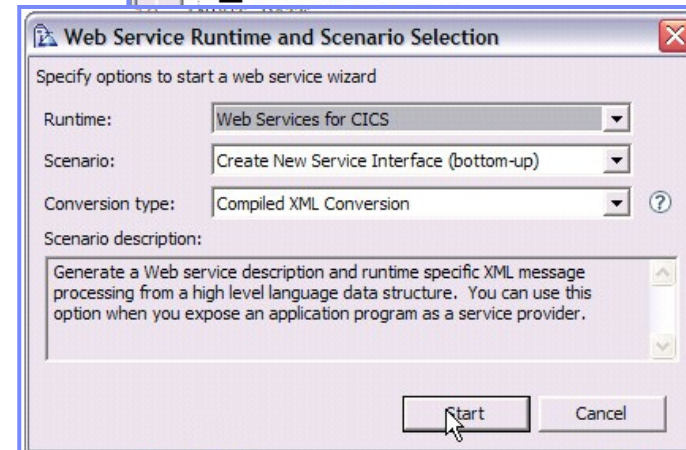 Web Service Runtime and Scenario Selection
Specify options to start a web service wizard
Runtime: Web Services for CICS
Scenario: Create New Service Interface (bottom-up)
Conversion type: Compiled XML Conversion
Scenario description:
Generate a Web service description and runtime specific XML message
processing from a high level language data structure. You can use this
option when you expose an application program as a service provider.
Start Cancel